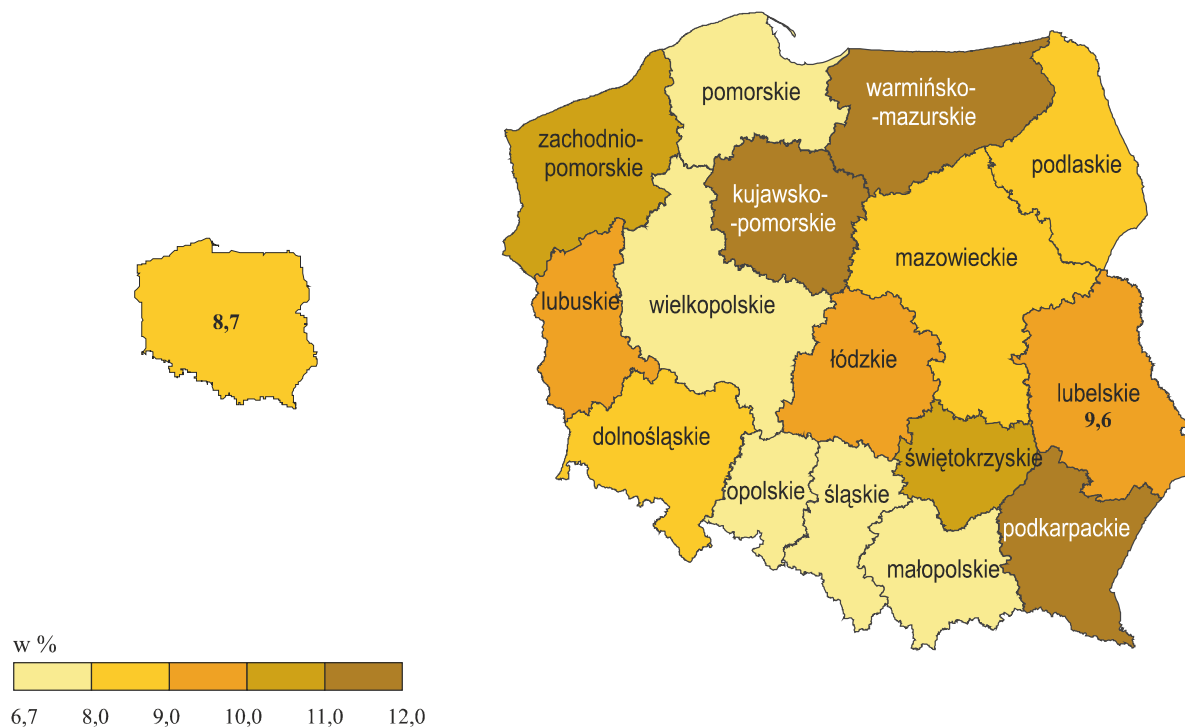 pomorskie
warmińsko-
-mazurskie
zachodnio-
pomorskie
podlaskie
kujawsko-
-pomorskie
mazowieckie
lubuskie
wielkopolskie
8,7
łódzkie
lubelskie
9,6
dolnośląskie
świętokrzyskie
opolskie
śląskie
podkarpackie
małopolskie
w %
6,7 8,0 9,0 10,0 11,0 12,0